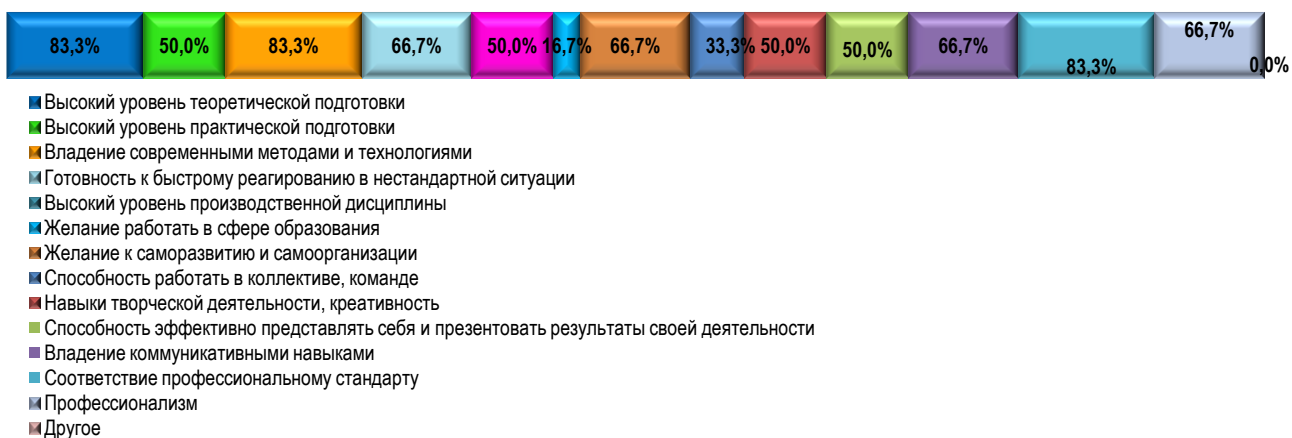 83,3% 50,0% 83,3% 66,7% 50,0% 16,7% 66,7% 33,3% 50,0% 50,0% 66,7% 83,3% 66,7% 0,0%
Высокий уровень теоретической подготовки
Высокий уровень практической подготовки
Владение современными методами и технологиями
Готовность к быстрому реагированию в нестандартной ситуации
Высокий уровень производственной дисциплины
Желание работать в сфере образования
Желание к саморазвитию и самоорганизации
Способность работать в коллективе, команде
Навыки творческой деятельности, креативность
Способность эффективно представлять себя и презентовать результаты своей деятельности
Владение коммуникативными навыками
Соответствие профессиональному стандарту
Профессионализм
Другое